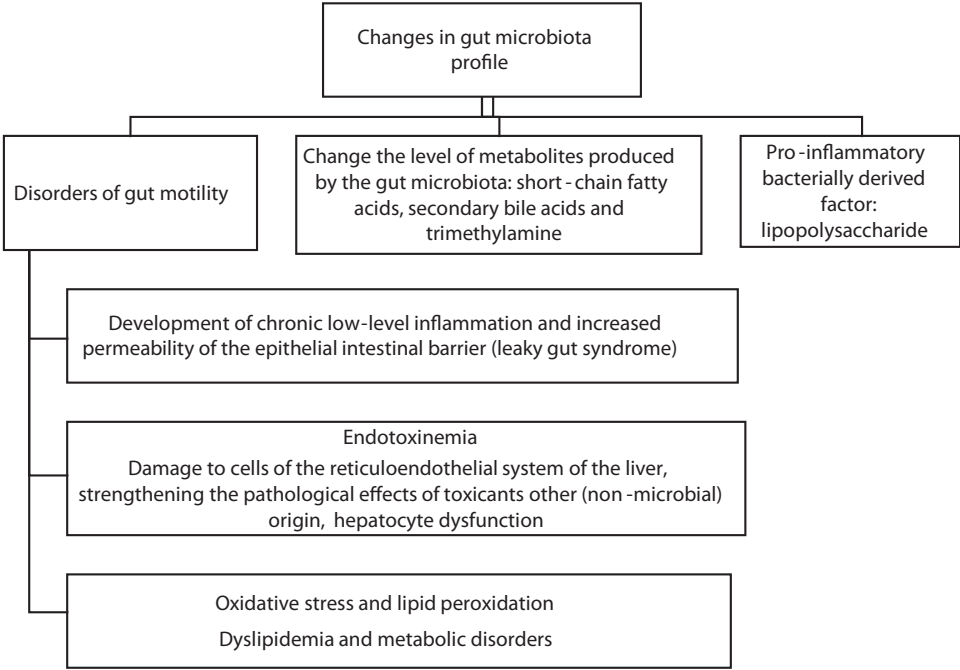 Changes in gut microbiota
profile
Disorders of gut motility
Change the level of metabolites produced
by the gut microbiota: short-chain fatty
acids, secondary bile acids and
trimethylamine
Pro-inflammatory
bacterially derived
factor:
lipopolysaccharide
Development of chronic low-level inflammation and increased
permeability of the epithelial intestinal barrier (leaky gut syndrome)
Endotoxinemia
Damage to cells of the reticuloendothelial system of the liver,
strengthening the pathological effects of toxicants other (non-microbial)
origin, hepatocyte dysfunction
Oxidative stress and lipid peroxidation
Dyslipidemia and metabolic disorders